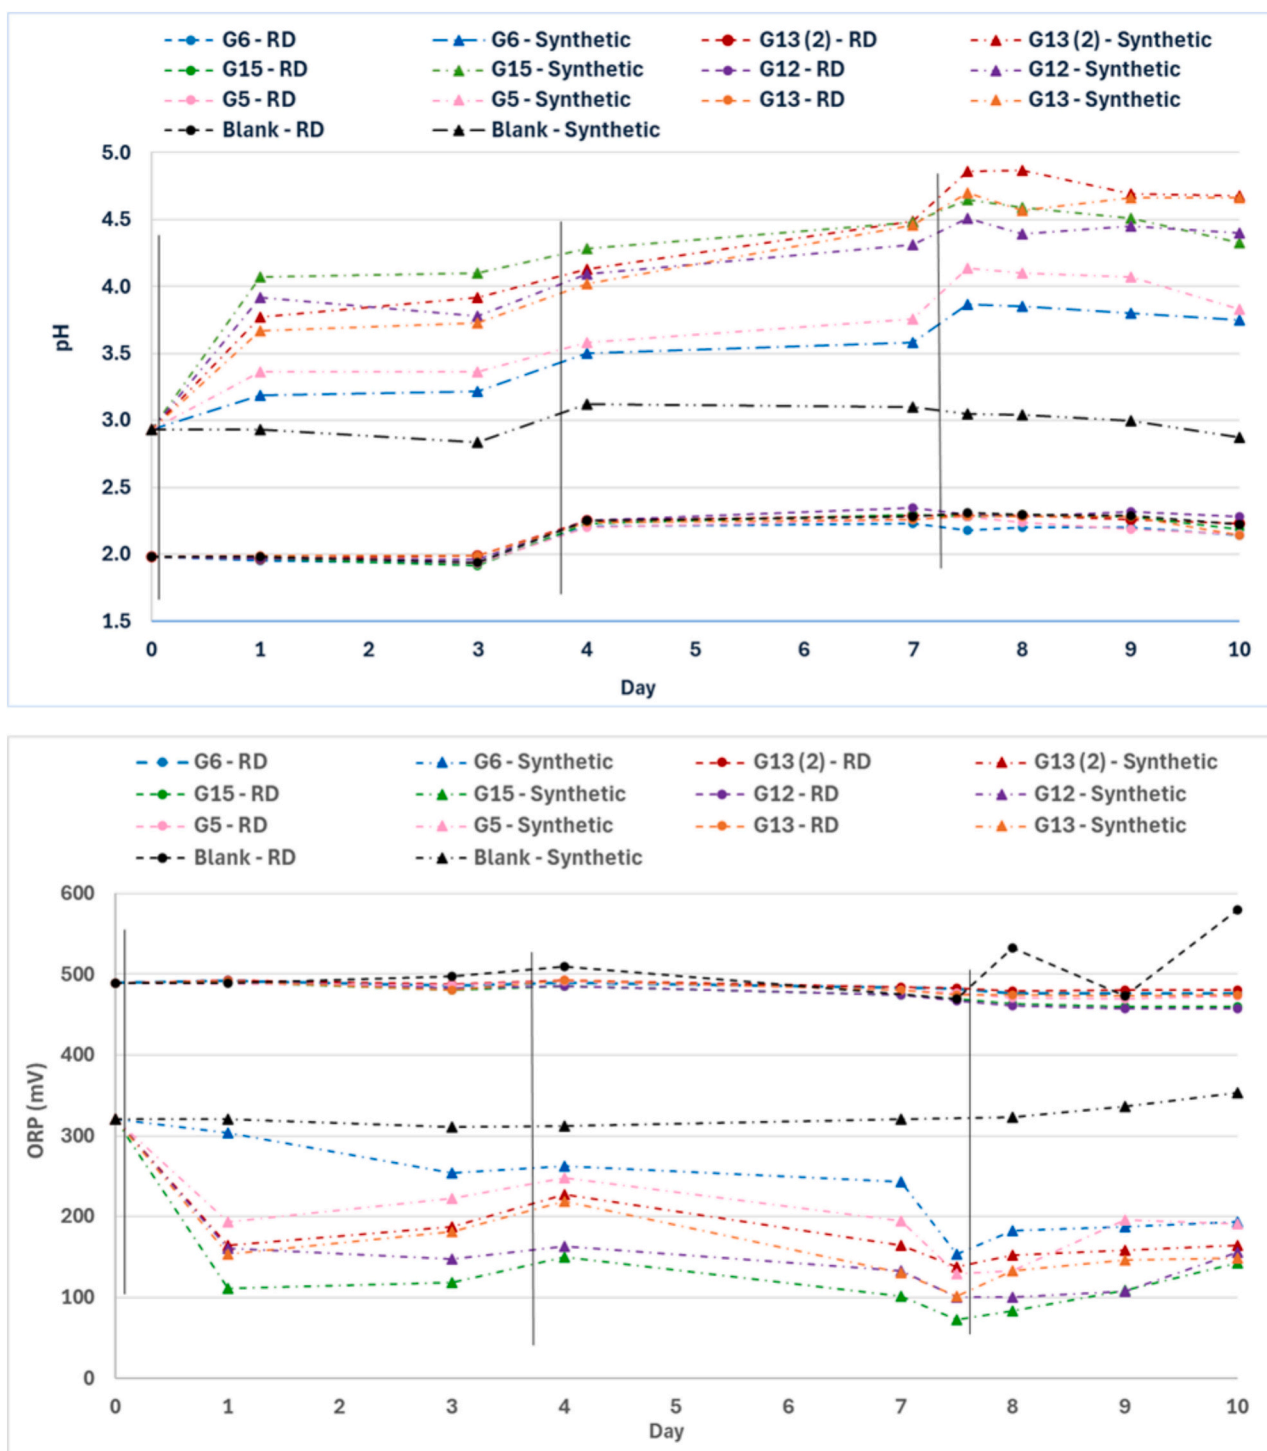 G6 - RD G6 - Synthetic G13 (2) - RD G13 (2) - Synthetic
G15 - RD G15 - Synthetic G12 - RD G12 - Synthetic
G5 - RD G5 - Synthetic G13 - RD G13 - Synthetic
Blank - RD Blank - Synthetic
5.0
4.5
4.0
3.5
3.0
2.5
2.0
1.5
pH
0 1 2 3 4 5 6 7 8 9 10
Day
G6 - RD G6 - Synthetic G13 (2) - RD G13 (2) - Synthetic
G15 - RD G15 - Synthetic G12 - RD G12 - Synthetic
G5 - RD G5 - Synthetic G13 - RD G13 - Synthetic
Blank - RD Blank - Synthetic
600
500
400
300
200
100
0
ORP (mV)
0 1 2 3 4 5 6 7 8 9 10
Day